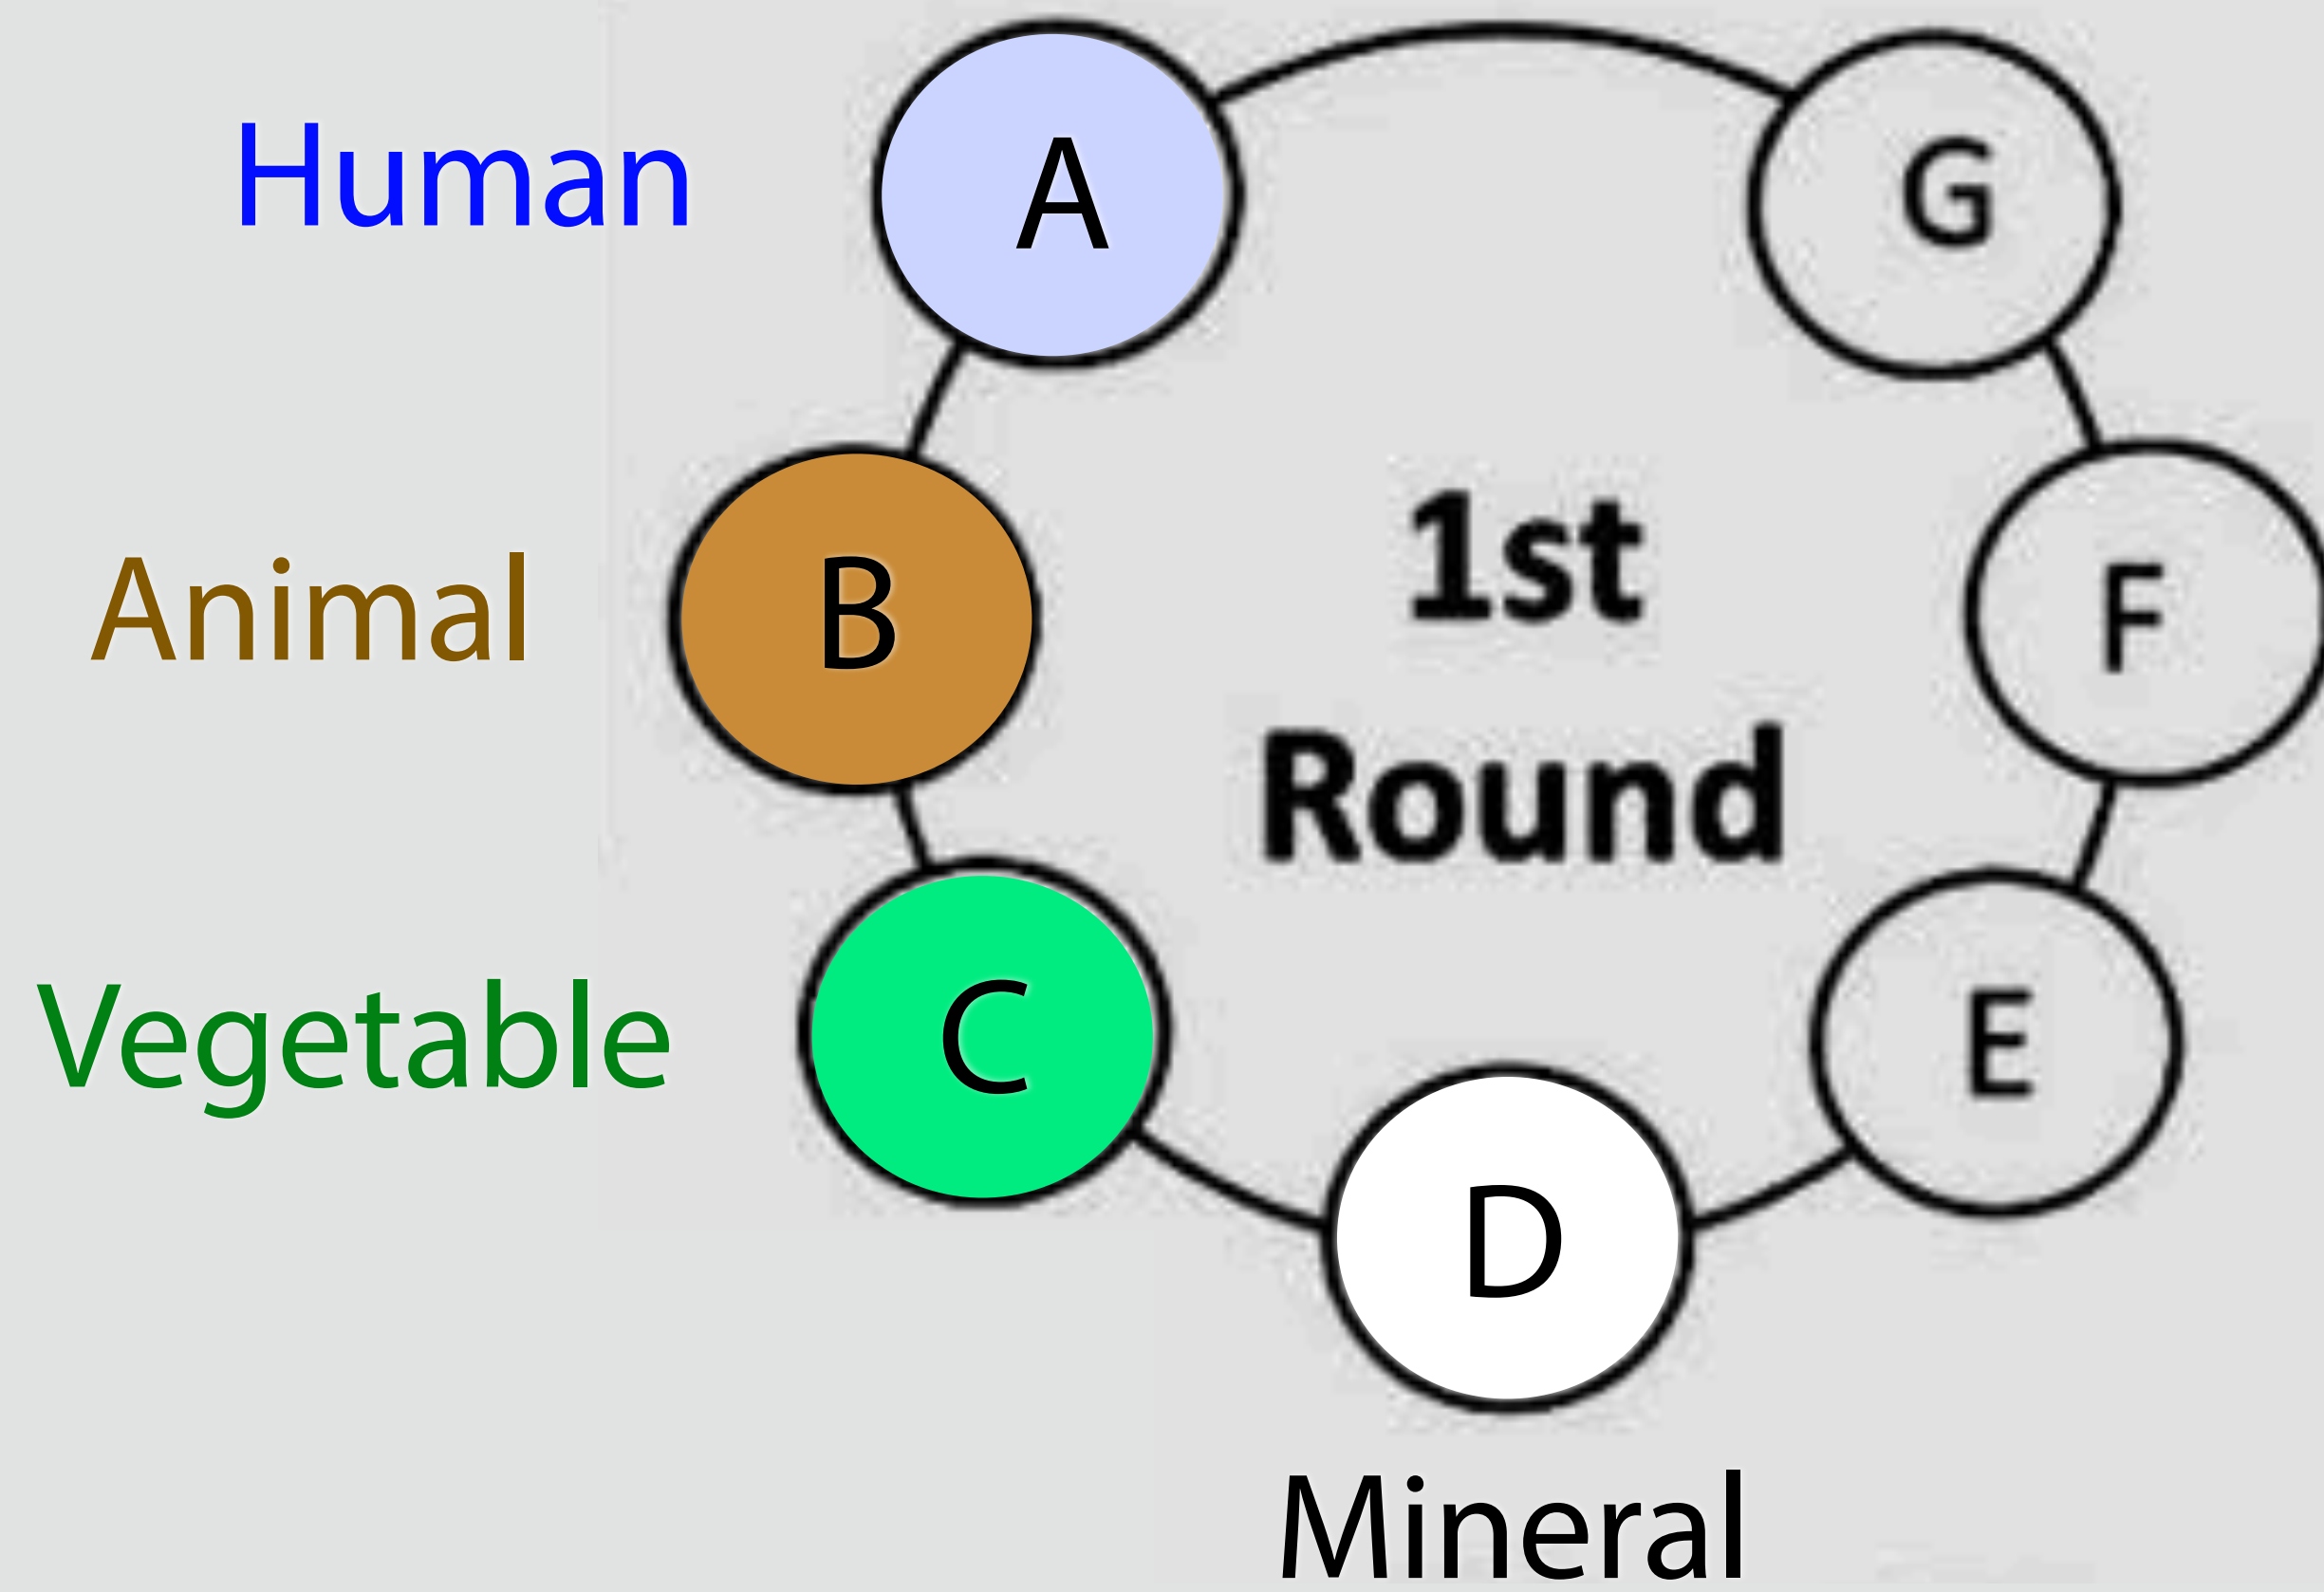 Human
A
G
Animal
B
1st
Round
F
Vegetable
C
E
D
Mineral